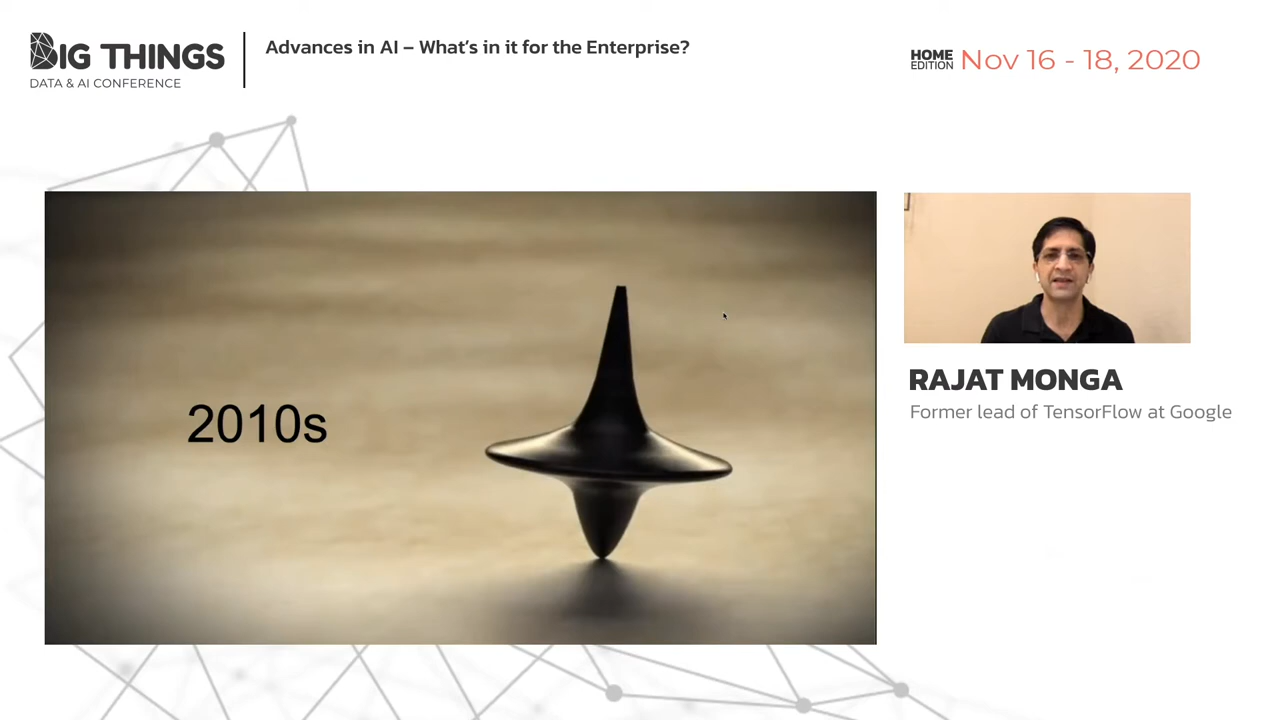 BIG THINGS
DATA & AI CONFERENCE
Advances in AI – What's in it for the Enterprise?
HOME
EDITION
Nov 16 - 18, 2020
2010s
RAJAT MONGA
Former lead of TensorFlow at Google